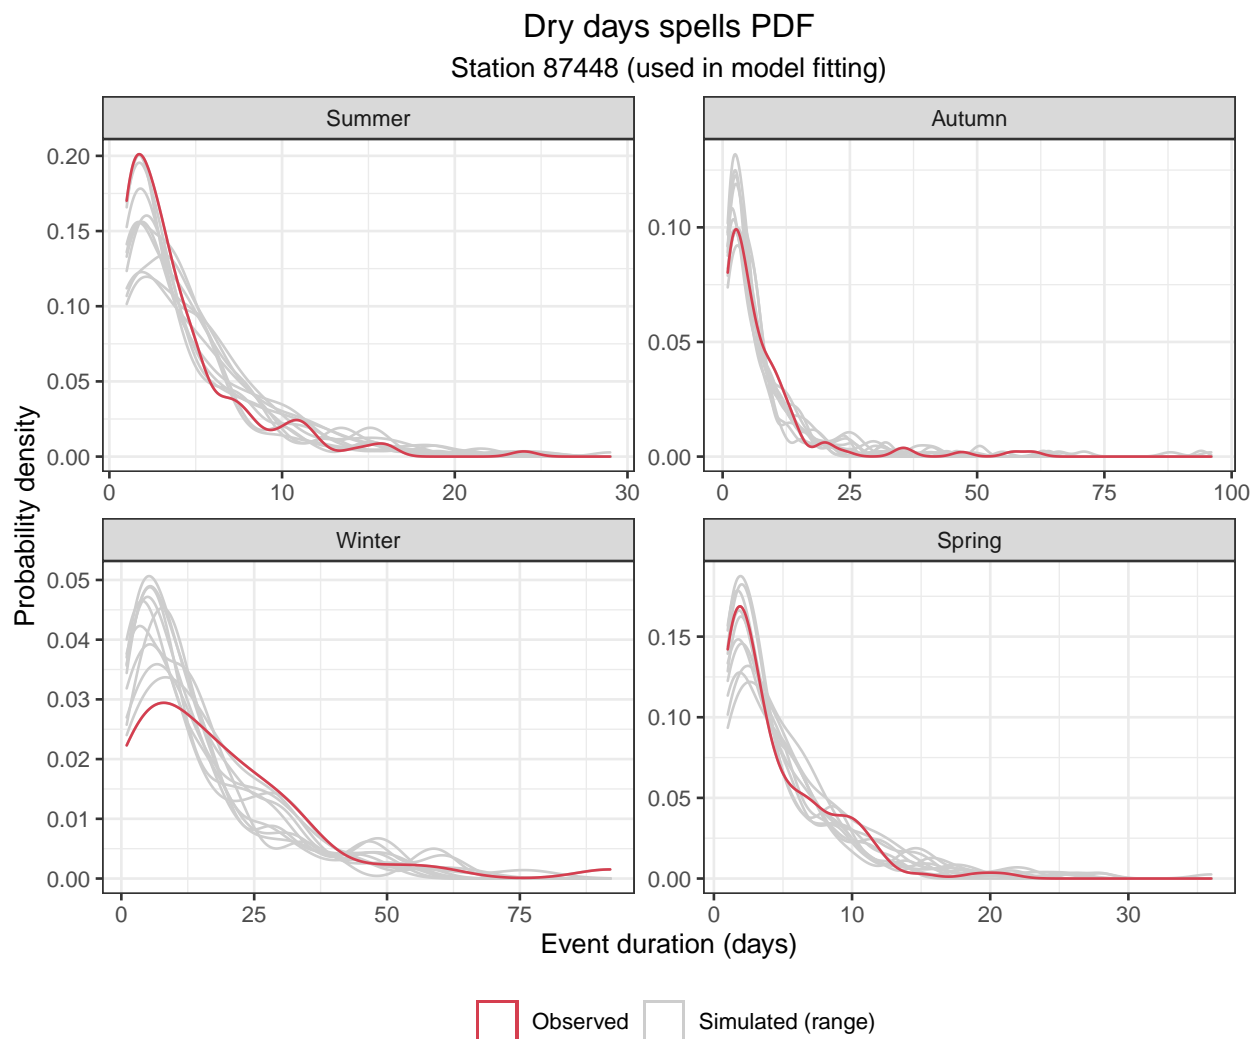 Dry days spells PDF
Station 87448 (used in model fitting)
Summer
Autumn
0.20
0.15
0.10
0.05
0.00
0.10
0.05
0.00
0 10 20 30
0 25 50 75 100
Probability density
Winter
Spring
0.05
0.04
0.03
0.02
0.01
0.00
0.15
0.10
0.05
0.00
0 25 50 75
0 10 20 30
Event duration (days)
Observed Simulated (range)